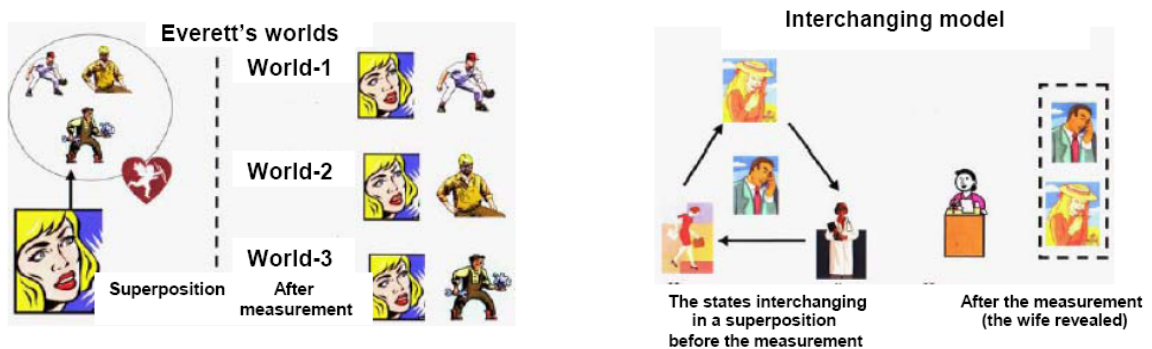 Everett's worlds
World-1
World-2
World-3
Superposition
After
measurement
Interchanging model
The states interchanging
in a superposition
before the measurement
After the measurement
(the wife revealed)